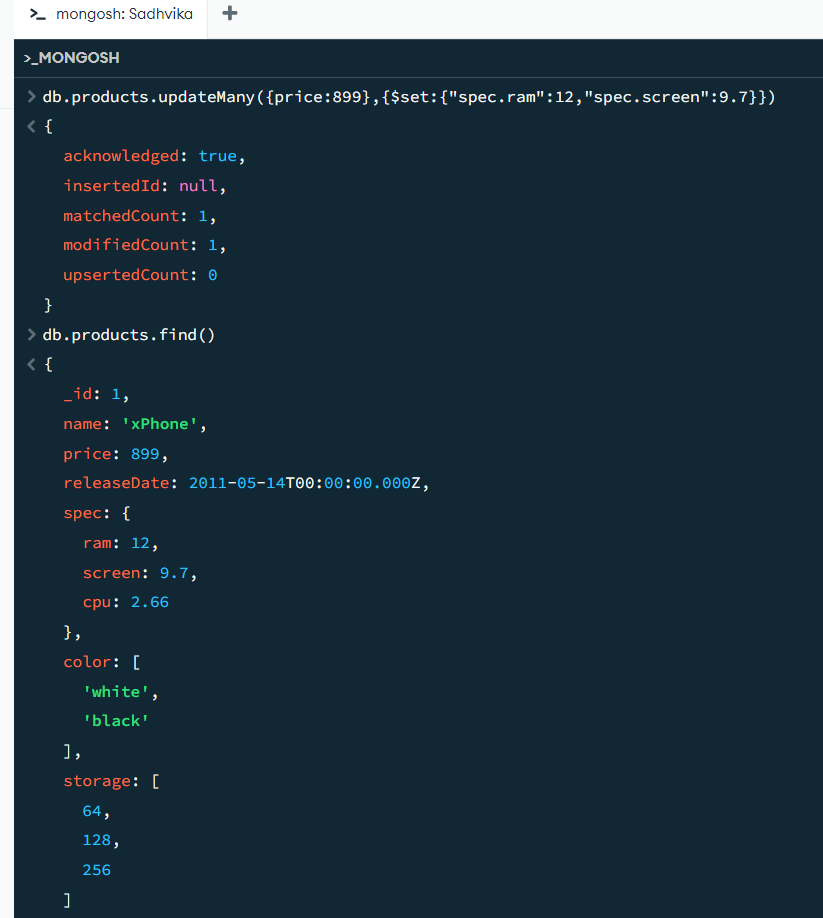 >_ mongosh: Sadhvika +
>_MONGOSH
> db.products.updateMany({price:899},{$set:{"spec.ram":12,"spec.screen":9.7}})
< {
acknowledged: true,
insertedId: null,
matchedCount: 1,
modifiedCount: 1,
upsertedCount: 0
}
> db.products.find()
< {
_id: 1,
name: 'xPhone',
price: 899,
releaseDate: 2011-05-14T00:00:00.000Z,
spec: {
ram: 12,
screen: 9.7,
cpu: 2.66
},
color: [
'white',
'black'
],
storage: [
64,
128,
256
]